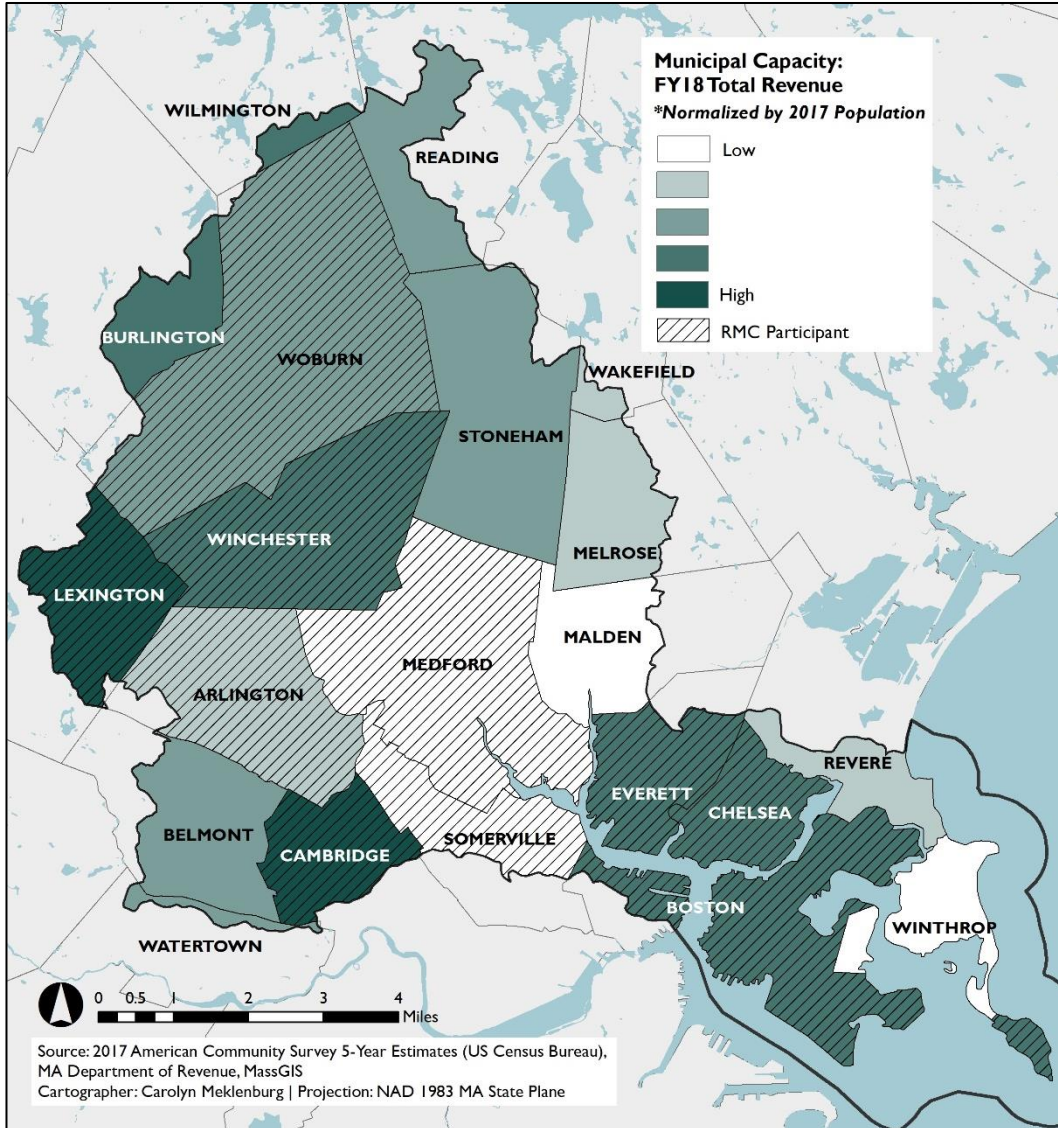 Municipal Capacity:
FY18 Total Revenue
*Normalized by 2017 Population
Low
High
RMC Participant
WILMINGTON
READING
BURLINGTON
WOBURN
WAKEFIELD
STONEHAM
WINCHESTER
MELROSE
LEXINGTON
MALDEN
MEDFORD
ARLINGTON
REVERE
EVERETT
CHELSEA
BELMONT
SOMERVILLE
CAMBRIDGE
BOSTON
WINTHROP
WATERTOWN
0 0.5 1 2 3 4
Miles
Source: 2017 American Community Survey 5-Year Estimates (US Census Bureau),
MA Department of Revenue, MassGIS
Cartographer: Carolyn Meklenburg | Projection: NAD 1983 MA State Plane